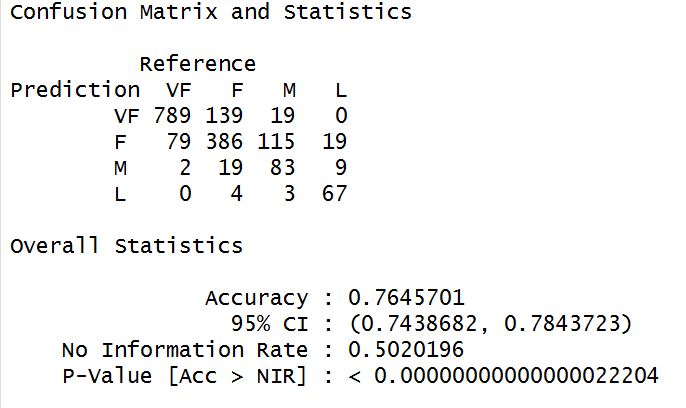 Confusion Matrix and Statistics
Reference
Prediction VF F M L
VF 789 139 19 0
F 79 386 115 19
M 2 19 83 9
L 0 4 3 67
Overall Statistics
Accuracy : 0.7645701
95% CI : (0.7438682, 0.7843723)
No Information Rate : 0.5020196
P-Value [Acc > NIR] : < 0.00000000000000022204